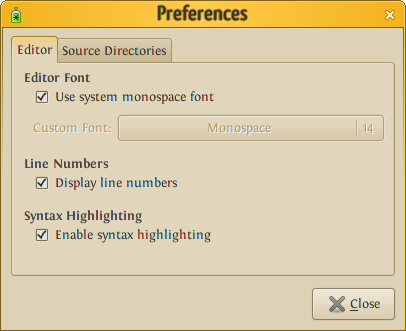 Preferences
Editor
Source Directories
Editor Font
Use system monospace font
Custom Font: Monospace 14
Line Numbers
Display line numbers
Syntax Highlighting
Enable syntax highlighting
Close